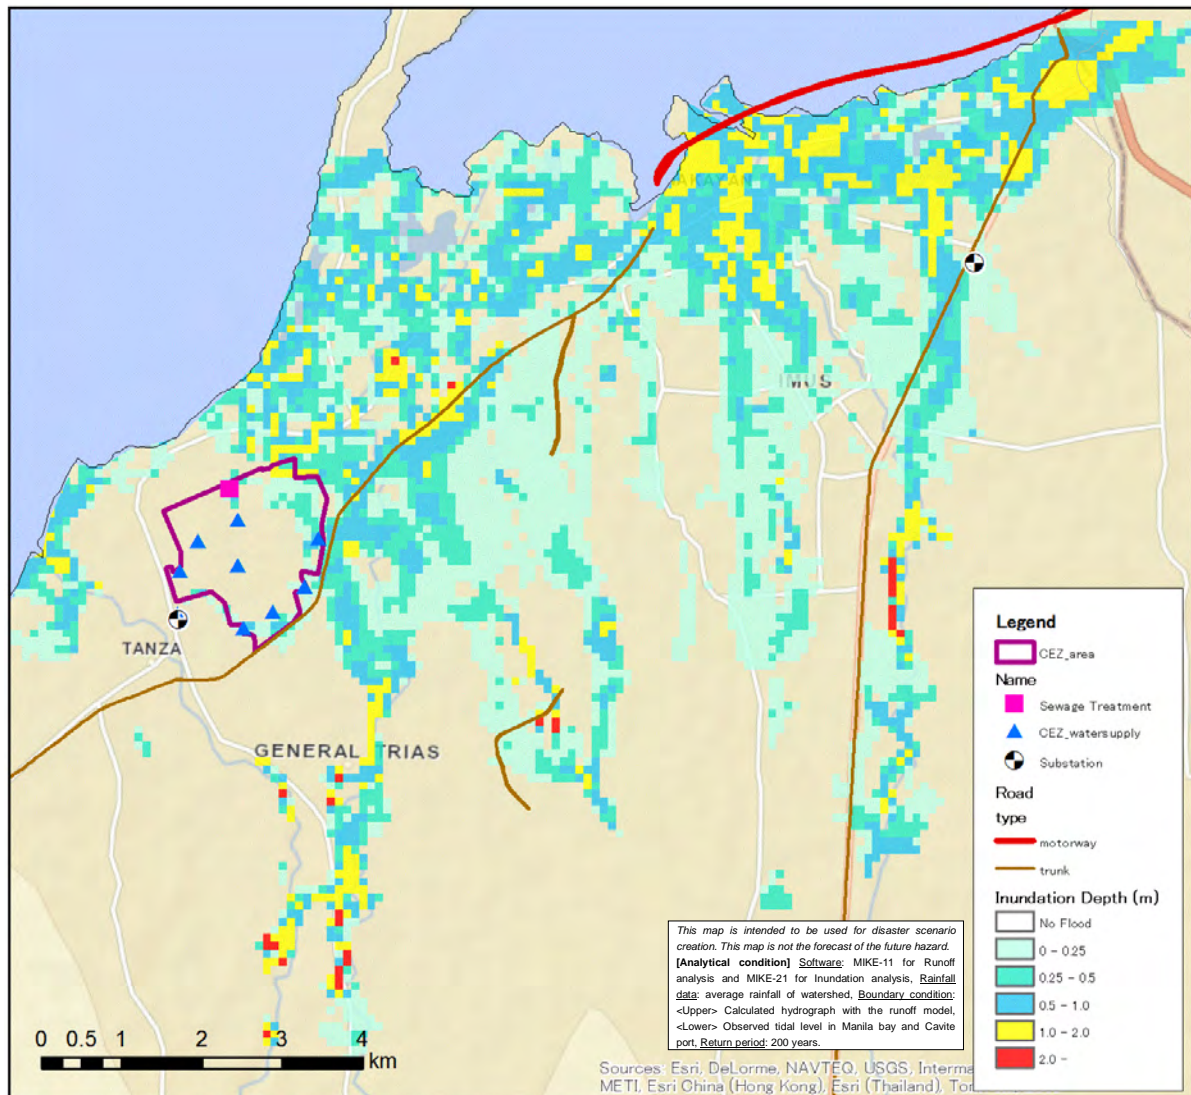 AKAYAN
IMUS
TANZA
GENERAL TRIAS
Legend
CEZ_area
Name
Sewage Treatment
CEZ_watersupply
Substation
Road
type
motorway
trunk
Inundation Depth (m)
No Flood
0 - 0.25
0.25 - 0.5
0.5 - 1.0
1.0 - 2.0
2.0 -
This map is intended to be used for disaster scenario
creation. This map is not the forecast of the future hazard.
[Analytical condition] Software: MIKE-11 for Runoff
analysis and MIKE-21 for Inundation analysis, Rainfall
data: average rainfall of watershed, Boundary condition:
<Upper> Calculated hydrograph with the runoff model,
<Lower> Observed tidal level in Manila bay and Cavite
port, Return period: 200 years.
0 0.5 1 2 3 4
km
Sources: Esri, DeLorme, NAVTEQ, USGS, Interma
METI, Esri China (Hong Kong), Esri (Thailand), Tom